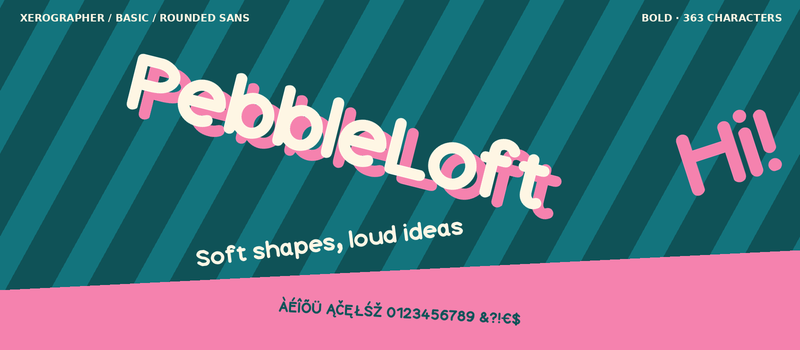 XEROGRAPHER / BASIC / ROUNDED SANS
BOLD · 363 CHARACTERS
PebbleLoft
Hi!
Soft shapes, loud ideas
ÀÉÎÕÜ ĄČĘŁŚŽ 0123456789 &?!€$